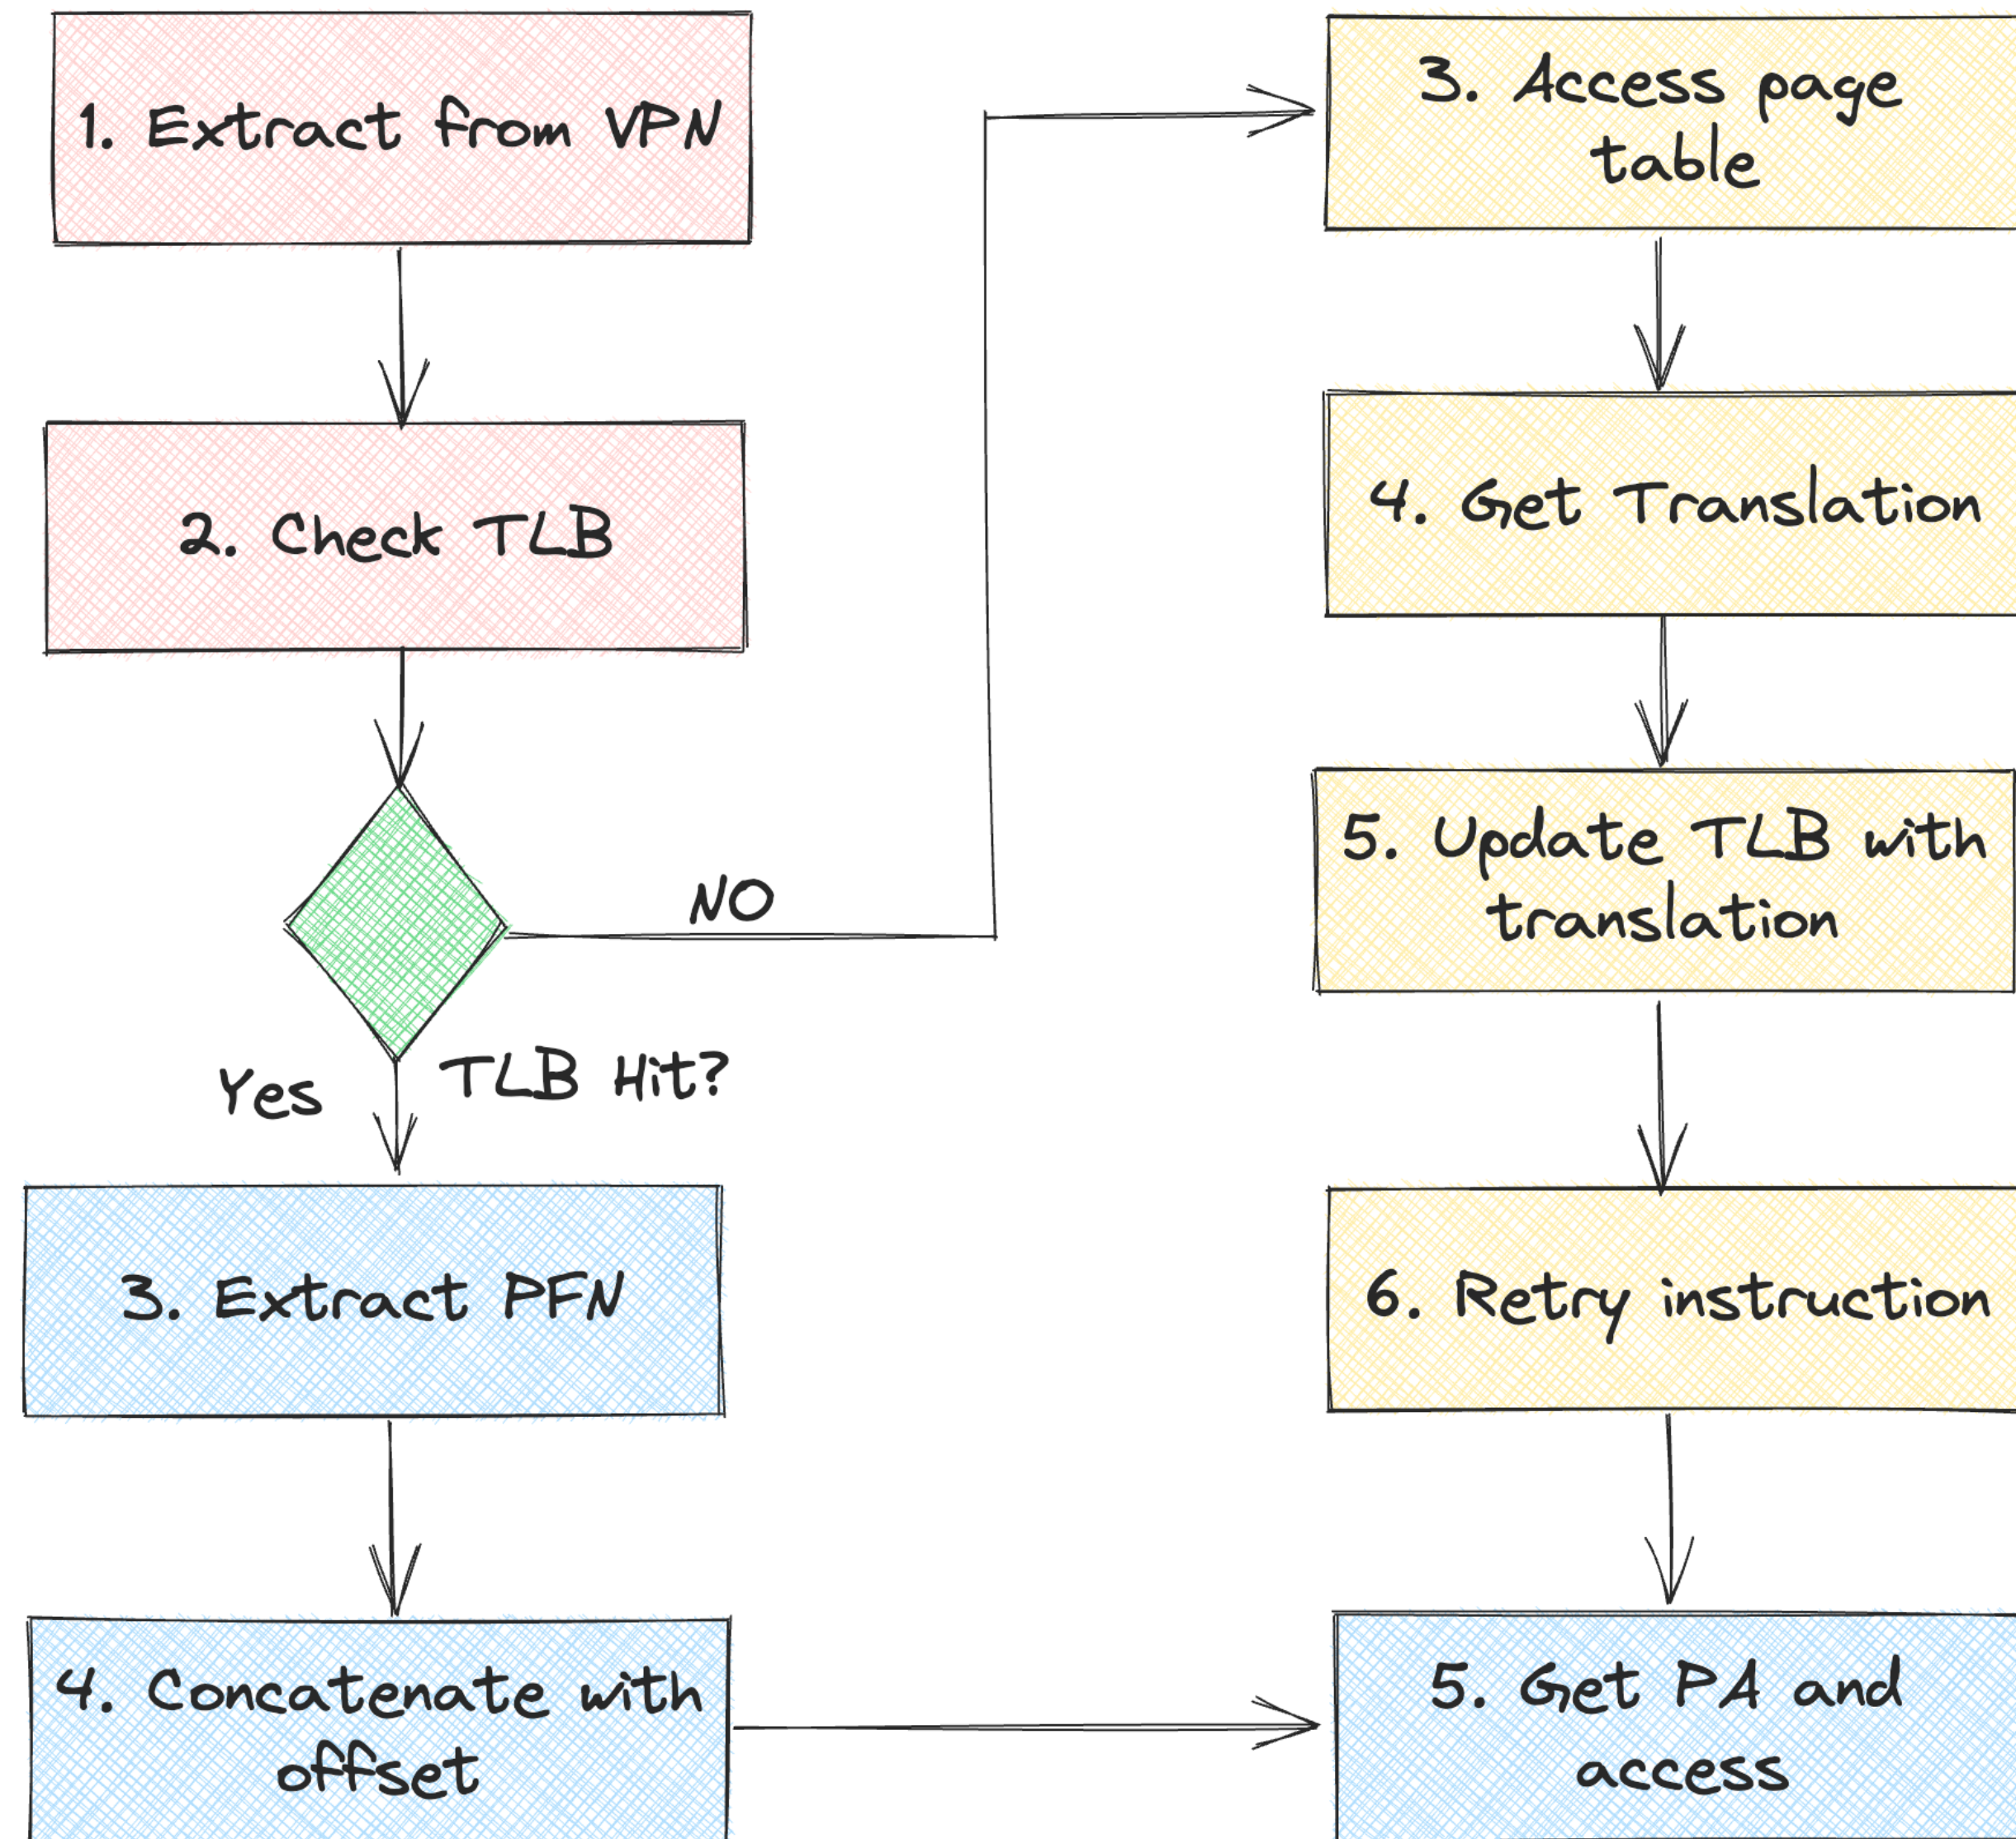 1. Extract from VPN
2. Check TLB
NO
Yes
TLB Hit?
3. Extract PFN
4. Concatenate with
offset
3. Access page
table
4. Get Translation
5. Update TLB with
translation
6. Retry instruction
5. Get PA and
access